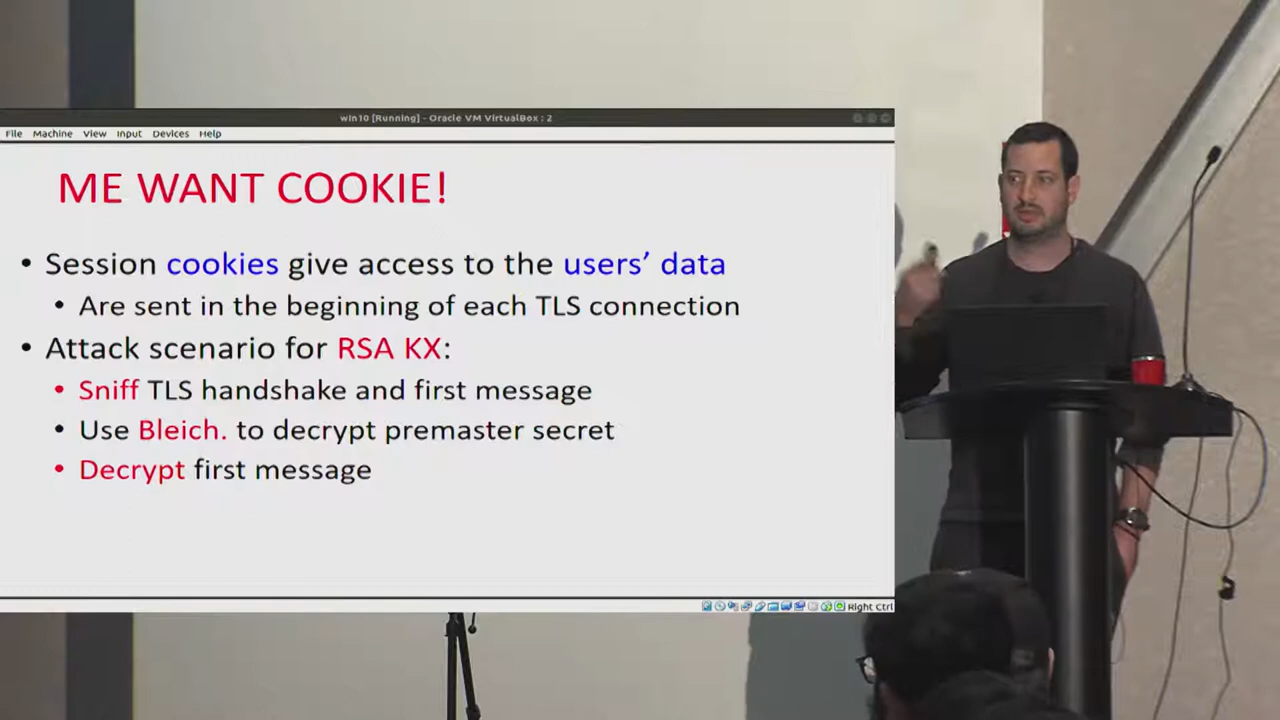 win10 [Running] - Oracle VM VirtualBox : 2
File Machine View Input Devices Help
ME WANT COOKIE!
• Session cookies give access to the users' data
• Are sent in the beginning of each TLS connection
• Attack scenario for RSA KX:
• Sniff TLS handshake and first message
• Use Bleich. to decrypt premaster secret
• Decrypt first message
Right Ctrl